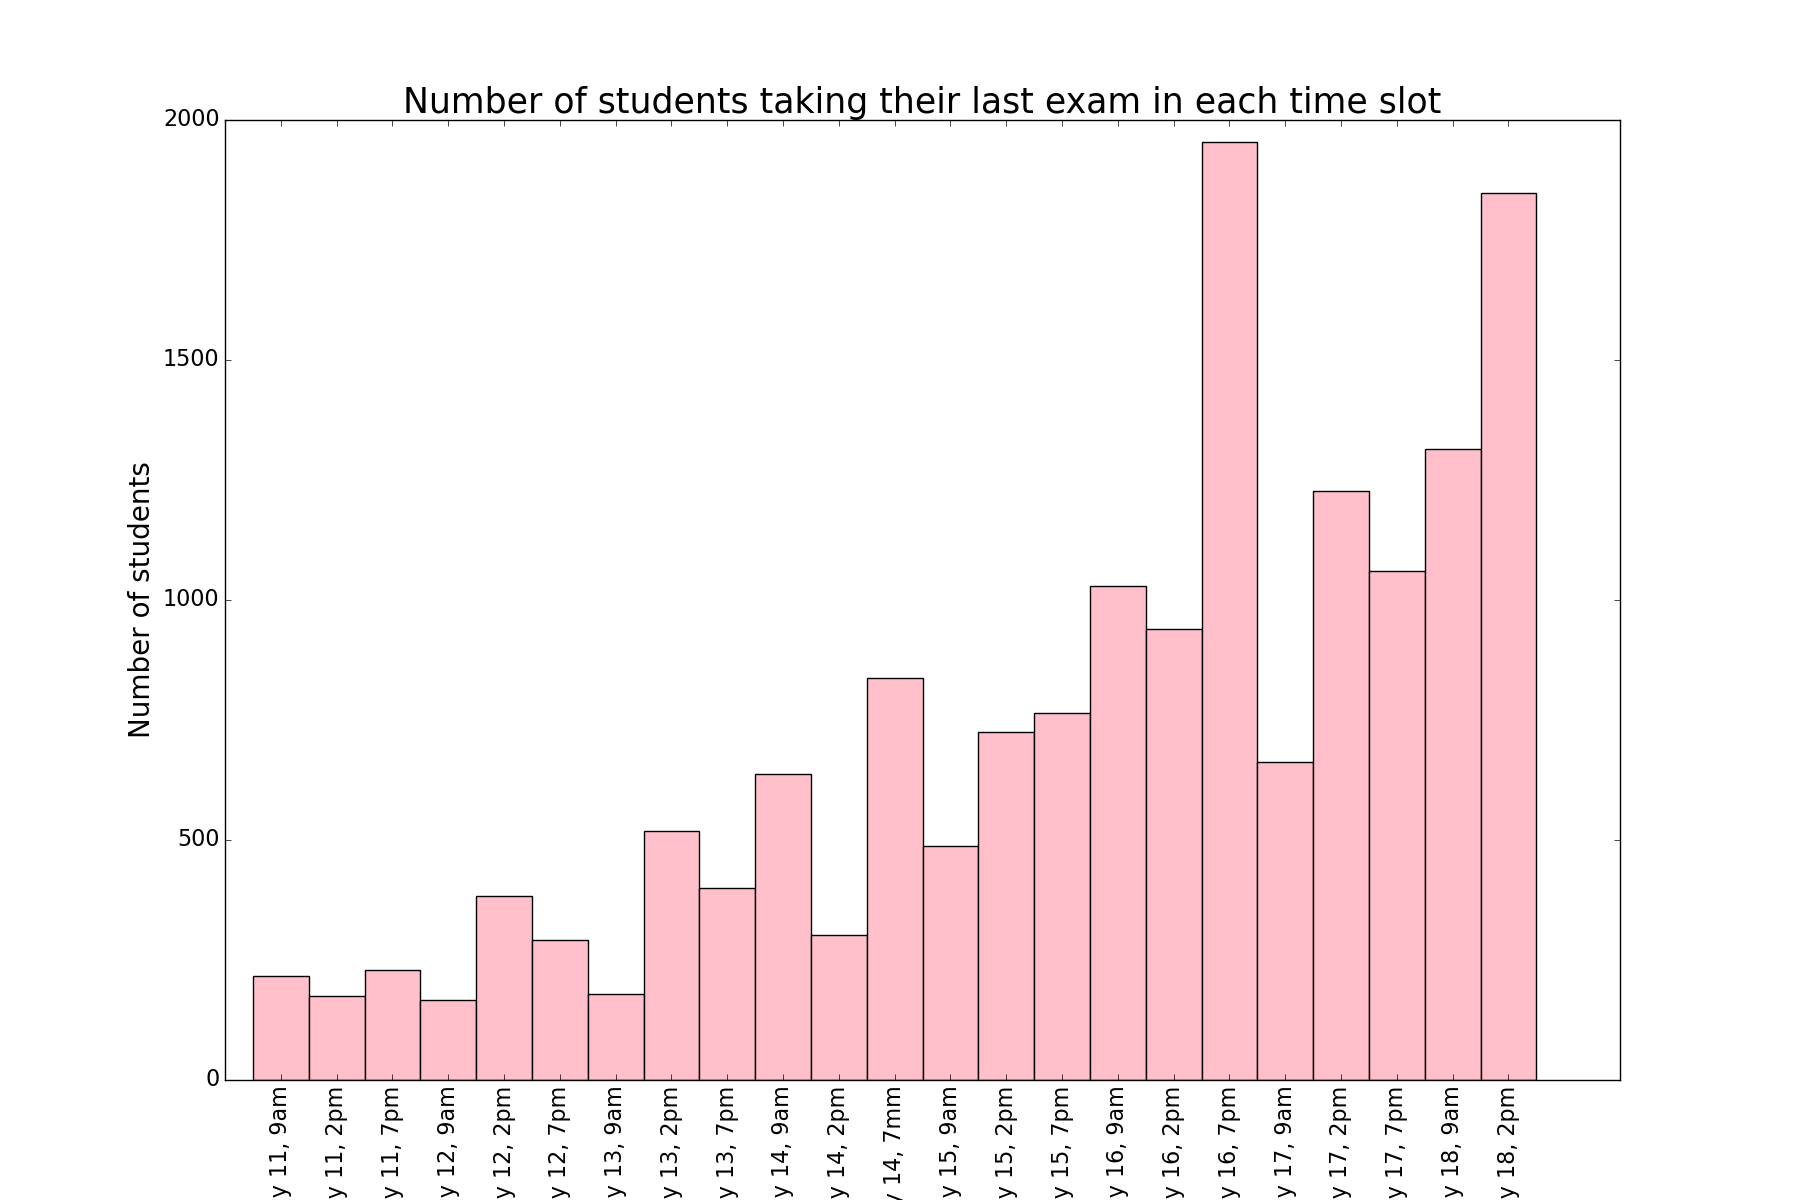 Number of students taking their last exam in each time slot
Number of students
2000
1500
1000
500
0
y 11, 9am
y 11, 2pm
y 11, 7pm
y 12, 9am
y 12, 2pm
y 12, 7pm
y 13, 9am
y 13, 2pm
y 13, 7pm
y 14, 9am
y 14, 2pm
y 14, 7mm
y 15, 9am
y 15, 2pm
y 15, 7pm
y 16, 9am
y 16, 2pm
y 16, 7pm
y 17, 9am
y 17, 2pm
y 17, 7pm
y 18, 9am
y 18, 2pm